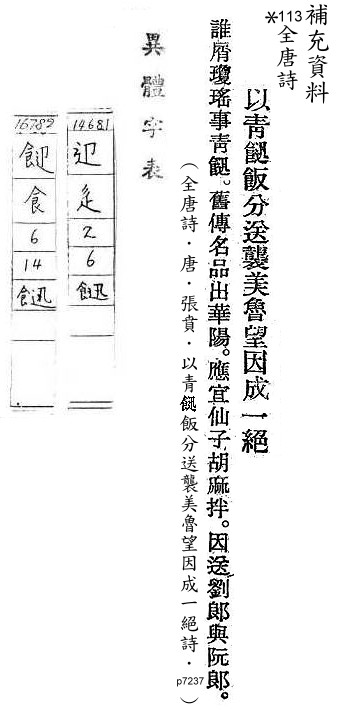 補充資料
*113 全唐詩
以青䭀飯分送襲美魯望因成一絕
誰屑瓊瑤事青䭀。舊傳名品出華陽。應宜仙子胡麻拌。因送劉郎與阮郎。
(全唐詩．唐．張賁．以青䭀飯分送襲美魯望因成一絕詩．p7237)
異體字表
14681
辵
2
6
䭀
16789
食
6
14
䭀